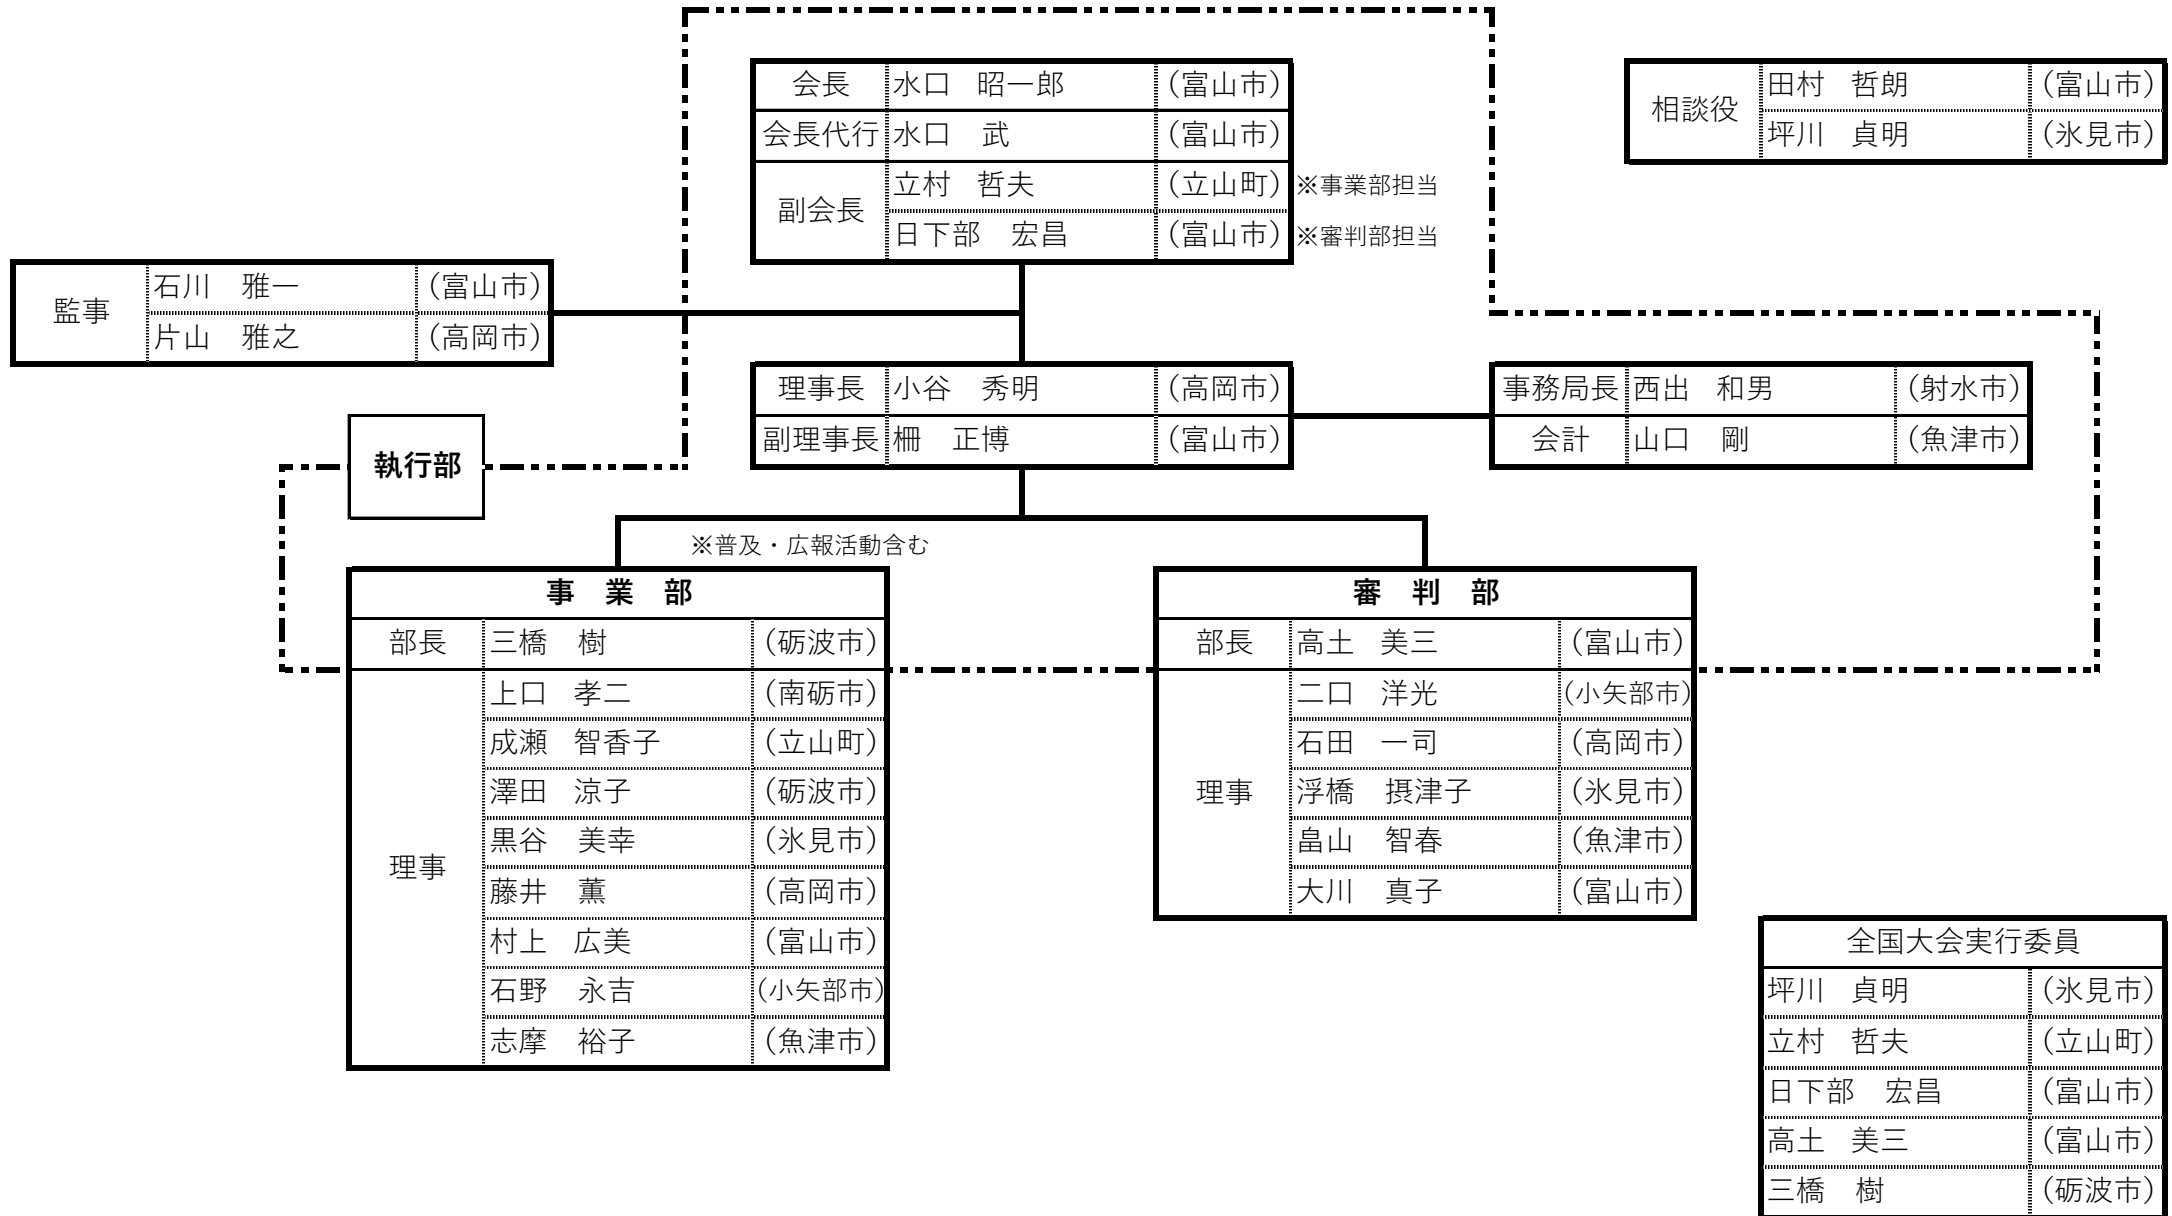 会長 水口 昭一郎 (富山市)
会長代行 水口 武 (富山市)
副会長 立村 哲夫 (立山町) ※事業部担当
日下部 宏昌 (富山市) ※審判部担当
相談役 田村 哲朗 (富山市)
坪川 貞明 (氷見市)
監事 石川 雅一 (富山市)
片山 雅之 (高岡市)
理事長 小谷 秀明 (高岡市)
副理事長 柵 正博 (富山市)
事務局長 西出 和男 (射水市)
会計 山口 剛 (魚津市)
執行部
※普及・広報活動含む
事 業 部
部長 三橋 樹 (砺波市)
理事 上口 孝二 (南砺市)
成瀬 智香子 (立山町)
澤田 涼子 (砺波市)
黒谷 美幸 (氷見市)
藤井 薫 (高岡市)
村上 広美 (富山市)
石野 永吉 (小矢部市)
志摩 裕子 (魚津市)
審 判 部
部長 高土 美三 (富山市)
理事 二口 洋光 (小矢部市)
石田 一司 (高岡市)
浮橋 摂津子 (氷見市)
畠山 智春 (魚津市)
大川 真子 (富山市)
全国大会実行委員
坪川 貞明 (氷見市)
立村 哲夫 (立山町)
日下部 宏昌 (富山市)
高土 美三 (富山市)
三橋 樹 (砺波市)